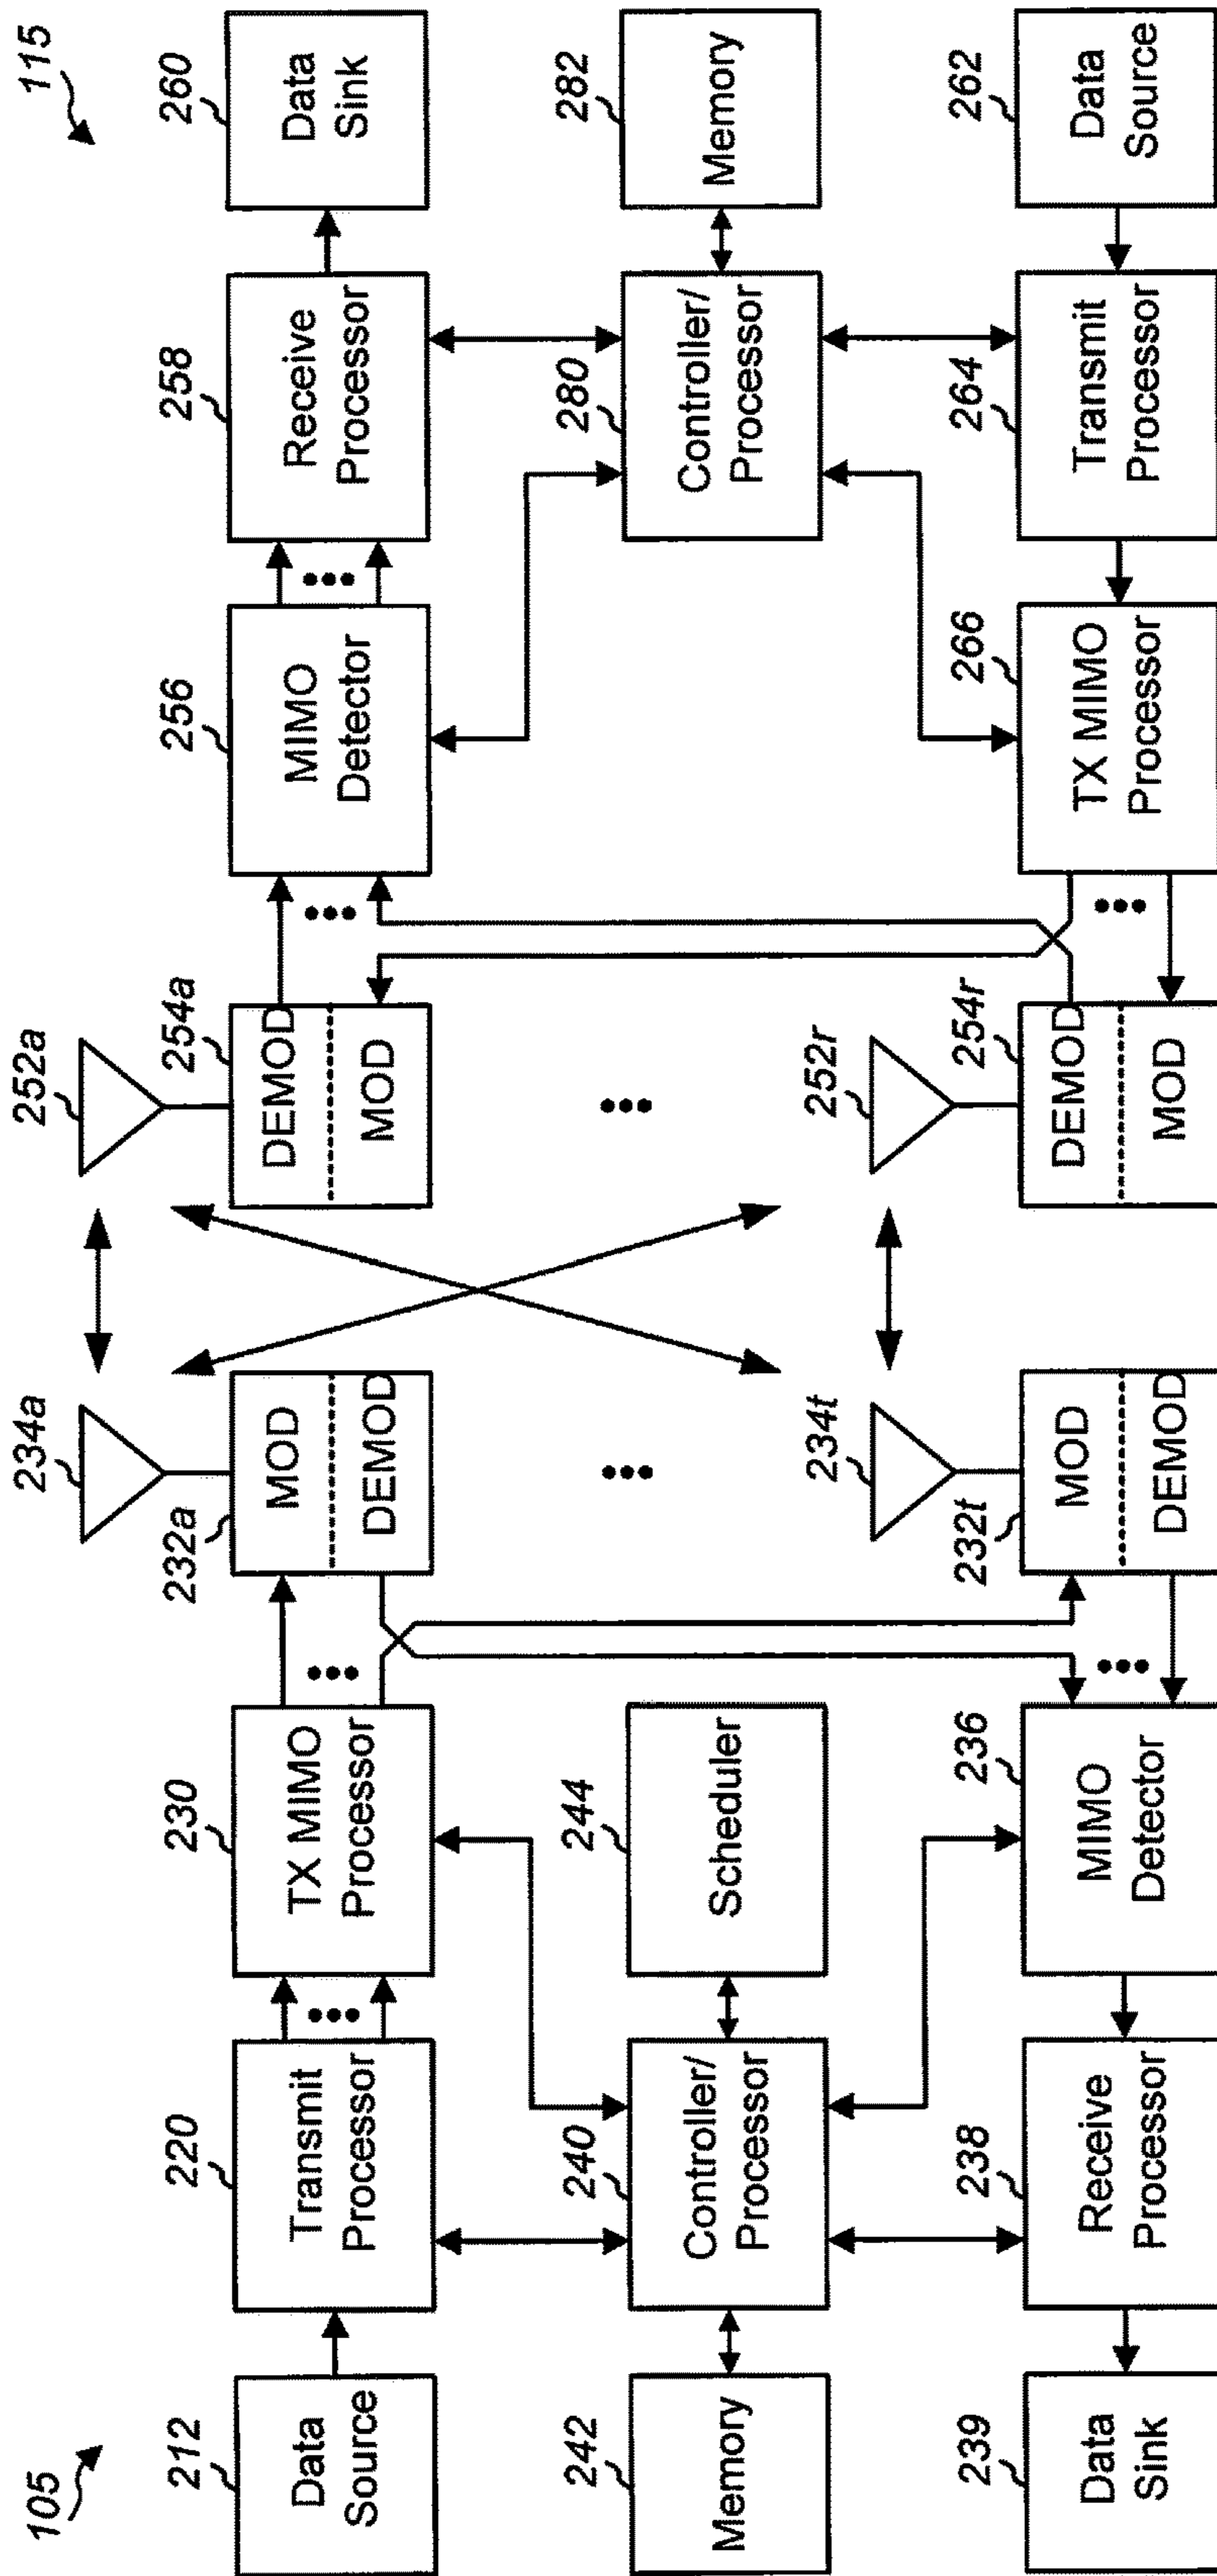 105
115
212
Data
Source
220
Transmit
Processor
230
TX MIMO
Processor
232a
MOD
DEMOD
234a
252a
254a
DEMOD
MOD
256
MIMO
Detector
258
Receive
Processor
260
Data
Sink
242
Memory
240
Controller/
Processor
244
Scheduler
280
Controller/
Processor
282
Memory
239
Data
Sink
238
Receive
Processor
236
MIMO
Detector
232t
MOD
DEMOD
234t
252r
254r
DEMOD
MOD
266
TX MIMO
Processor
264
Transmit
Processor
262
Data
Source